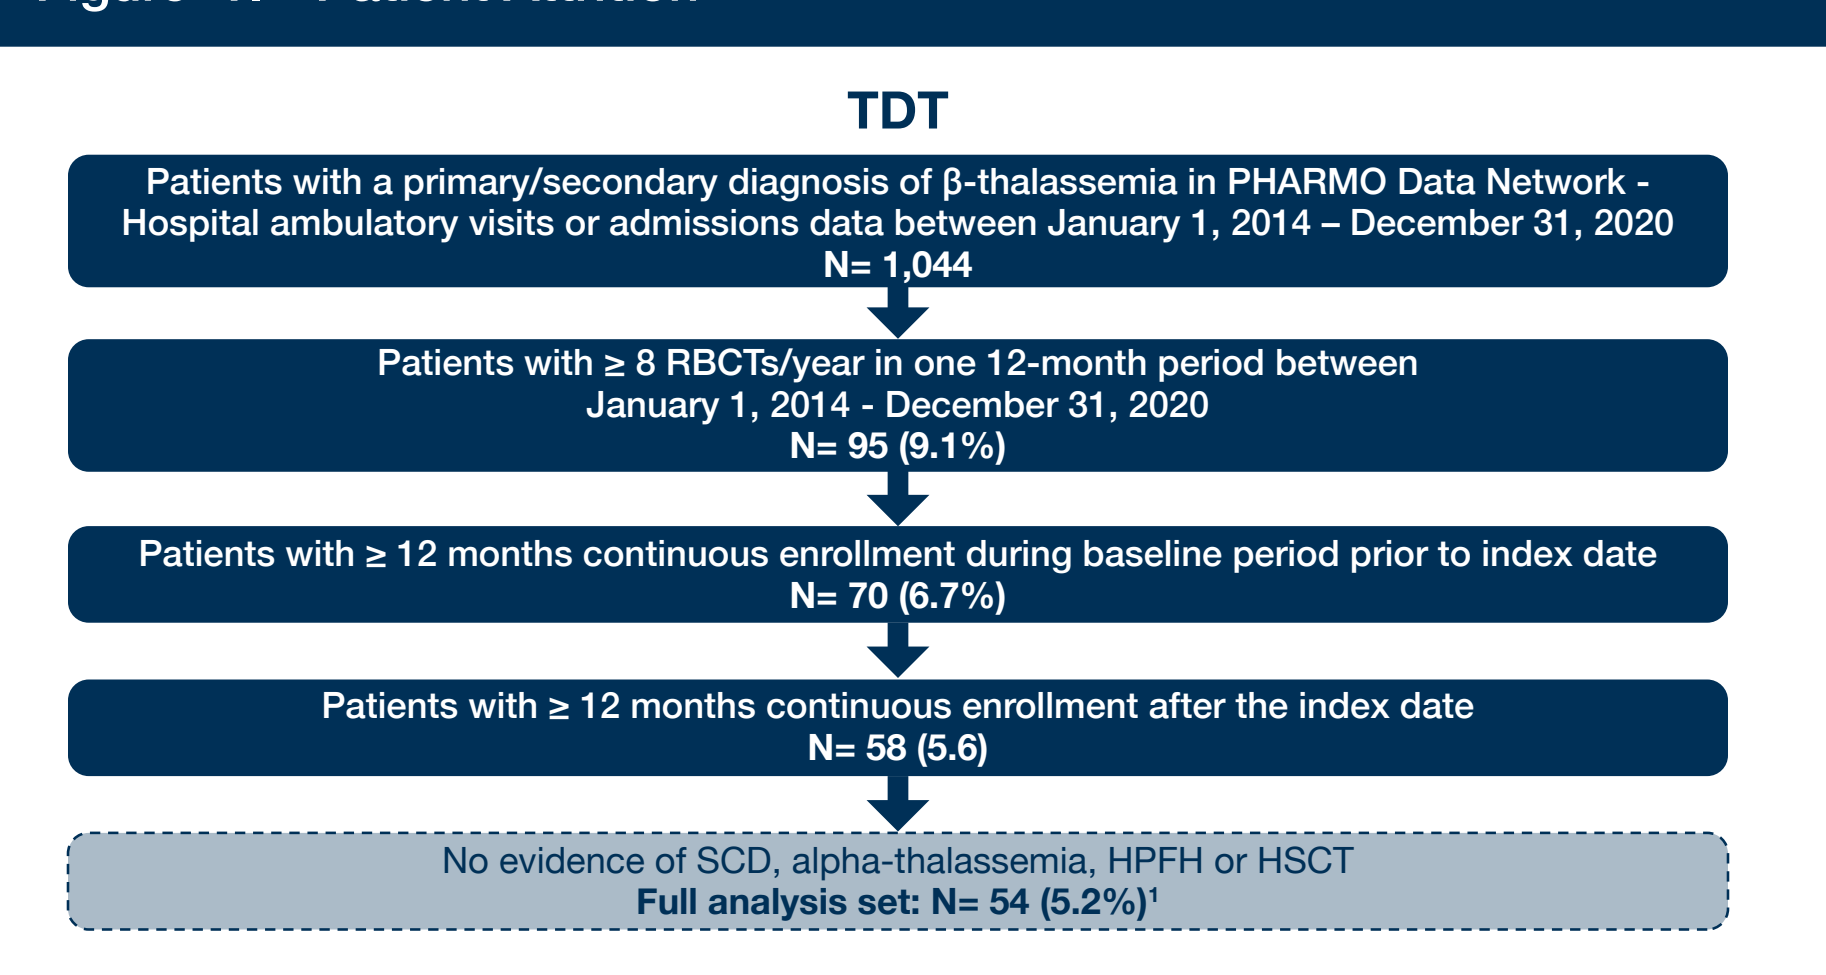 TDT
Patients with a primary/secondary diagnosis of β-thalassemia in PHARMO Data Network -
Hospital ambulatory visits or admissions data between January 1, 2014 – December 31, 2020
N= 1,044
Patients with ≥ 8 RBCTs/year in one 12-month period between
January 1, 2014 - December 31, 2020
N= 95 (9.1%)
Patients with ≥ 12 months continuous enrollment during baseline period prior to index date
N= 70 (6.7%)
Patients with ≥ 12 months continuous enrollment after the index date
N= 58 (5.6)
No evidence of SCD, alpha-thalassemia, HPFH or HSCT
Full analysis set: N= 54 (5.2%)¹